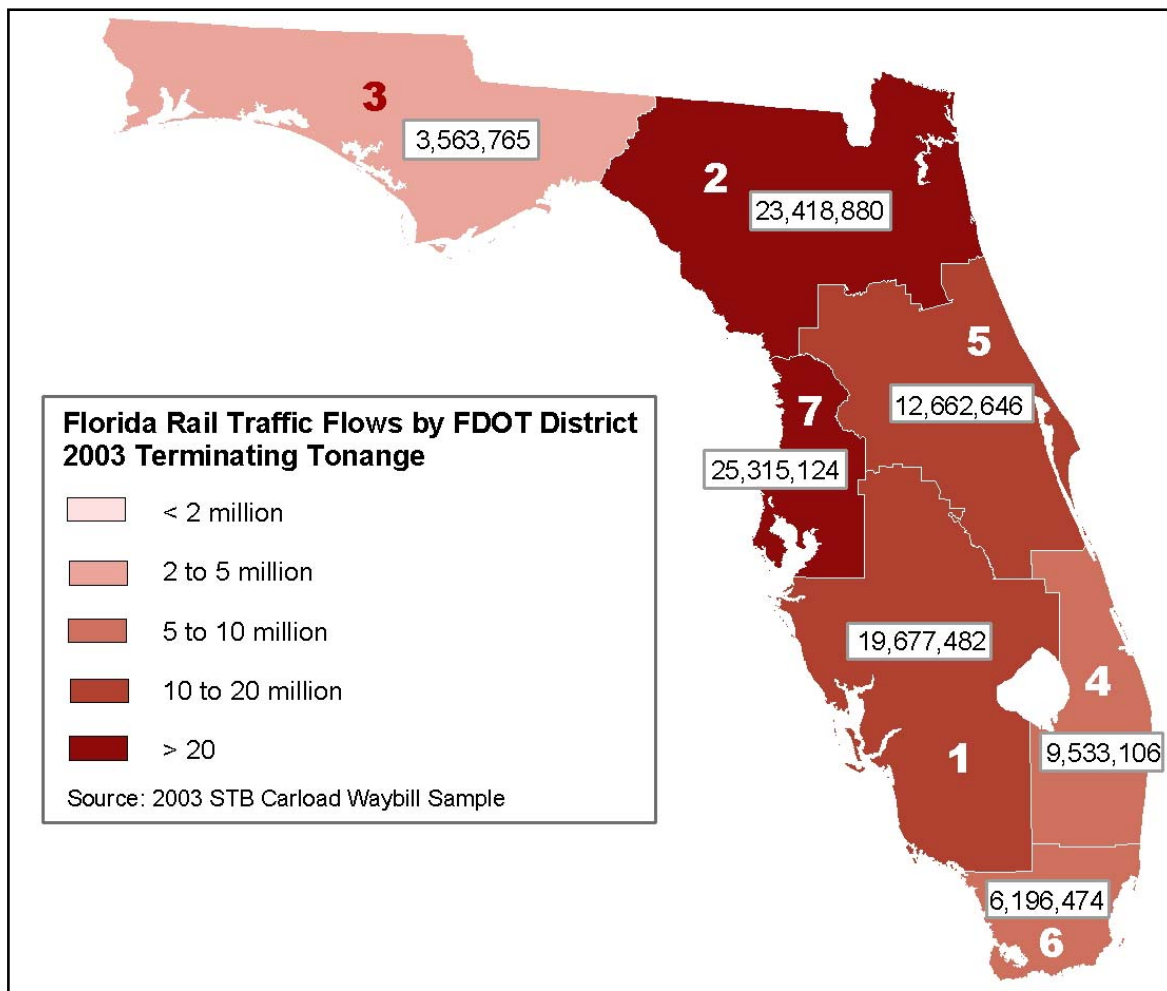 3
3,563,765
2
23,418,880
5
12,662,646
7
25,315,124
Florida Rail Traffic Flows by FDOT District
2003 Terminating Tonange
< 2 million
2 to 5 million
5 to 10 million
10 to 20 million
> 20
Source: 2003 STB Carload Waybill Sample
19,677,482
1
4
9,533,106
6,196,474
6